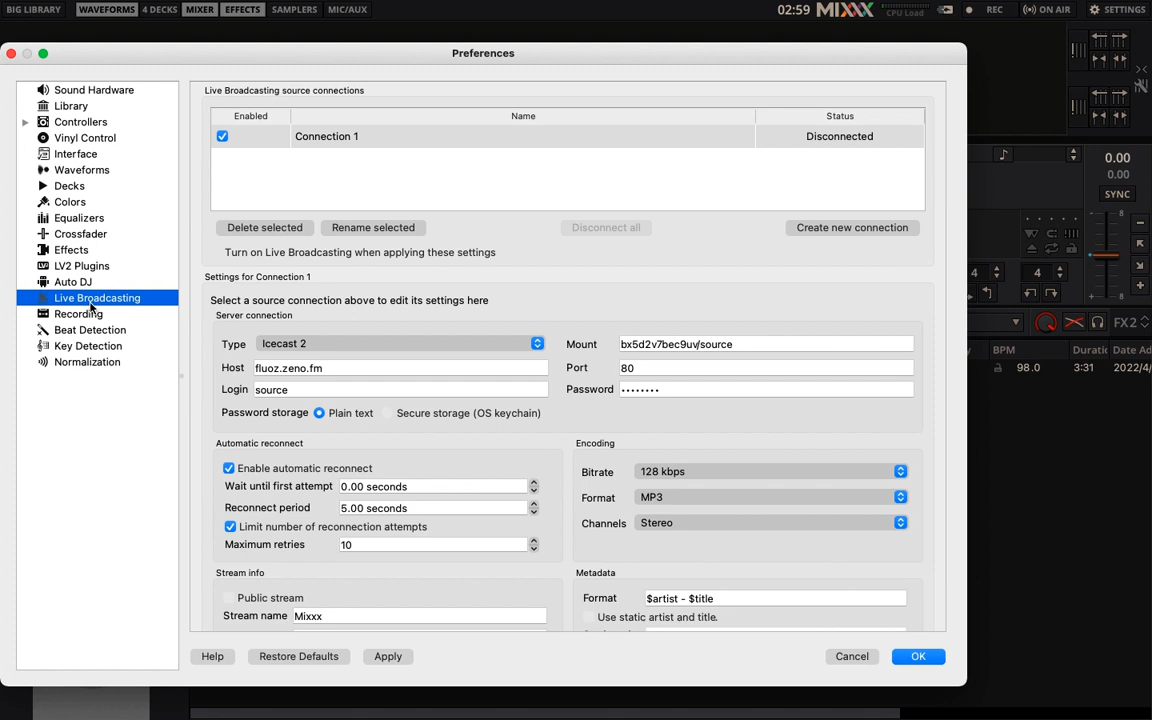 BIG LIBRARY WAVEFORMS 4 DECKS MIXER EFFECTS SAMPLERS MIC/AUX 02:59 MIXXX CPU Load REC ON AIR SETTINGS
Preferences
Sound Hardware
Library
Controllers
Vinyl Control
Interface
Waveforms
Decks
Colors
Equalizers
Crossfader
Effects
LV2 Plugins
Auto DJ
Live Broadcasting
Recording
Beat Detection
Key Detection
Normalization
Live Broadcasting source connections
Enabled Name Status
Connection 1 Disconnected
Delete selected Rename selected Disconnect all Create new connection
Turn on Live Broadcasting when applying these settings
Settings for Connection 1
Select a source connection above to edit its settings here
Server connection
Type Icecast 2 Mount bx5d2v7bec9uv/source
Host fluoz.zeno.fm Port 80
Login source Password ••••••••
Password storage Plain text Secure storage (OS keychain)
Automatic reconnect
Enable automatic reconnect
Wait until first attempt 0.00 seconds
Reconnect period 5.00 seconds
Limit number of reconnection attempts
Maximum retries 10
Encoding
Bitrate 128 kbps
Format MP3
Channels Stereo
Stream info
Public stream
Stream name Mixxx
Metadata
Format $artist - $title
Use static artist and title.
Help Restore Defaults Apply Cancel OK
0.00
0.00
SYNC
8
4 4
8
FX2
BPM Duratic Date Ad
98.0 3:31 2022/4/